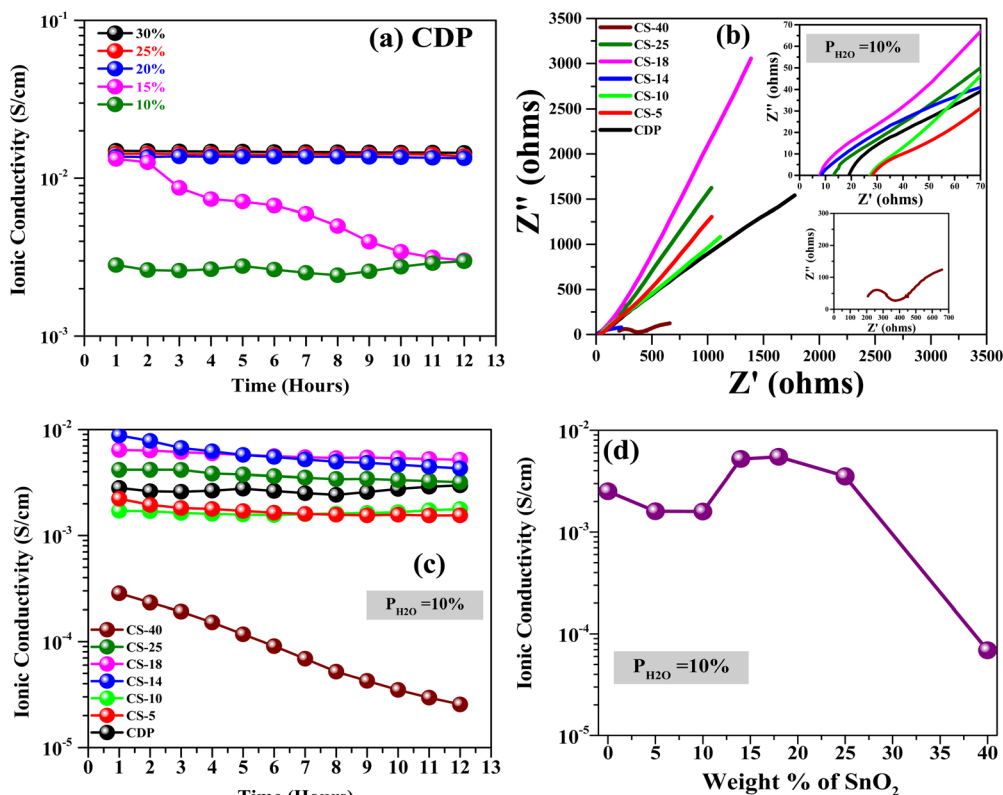 (a) CDP
30%
25%
20%
15%
10%
Ionic Conductivity (S/cm)
10^-1
10^-2
10^-3
0 1 2 3 4 5 6 7 8 9 10 11 12 13
Time (Hours)
(b)
CS-40
CS-25
CS-18
CS-14
CS-10
CS-5
CDP
Z'' (ohms)
3500
3000
2500
2000
1500
1000
500
0
0 500 1000 1500 2000 2500 3000 3500
Z' (ohms)
P_H2O =10%
Z'' (ohms)
70
60
50
40
30
20
10
0
0 10 20 30 40 50 60 70
Z' (ohms)
Z'' (ohms)
300
200
100
0
0 100 200 300 400 500 600 700
Z' (ohms)
(c)
P_H2O =10%
CS-40
CS-25
CS-18
CS-14
CS-10
CS-5
CDP
Ionic Conductivity (S/cm)
10^-2
10^-3
10^-4
10^-5
0 1 2 3 4 5 6 7 8 9 10 11 12 13
Time (Hours)
(d)
P_H2O =10%
Ionic Conductivity (S/cm)
10^-2
10^-3
10^-4
10^-5
0 5 10 15 20 25 30 35 40
Weight % of SnO2